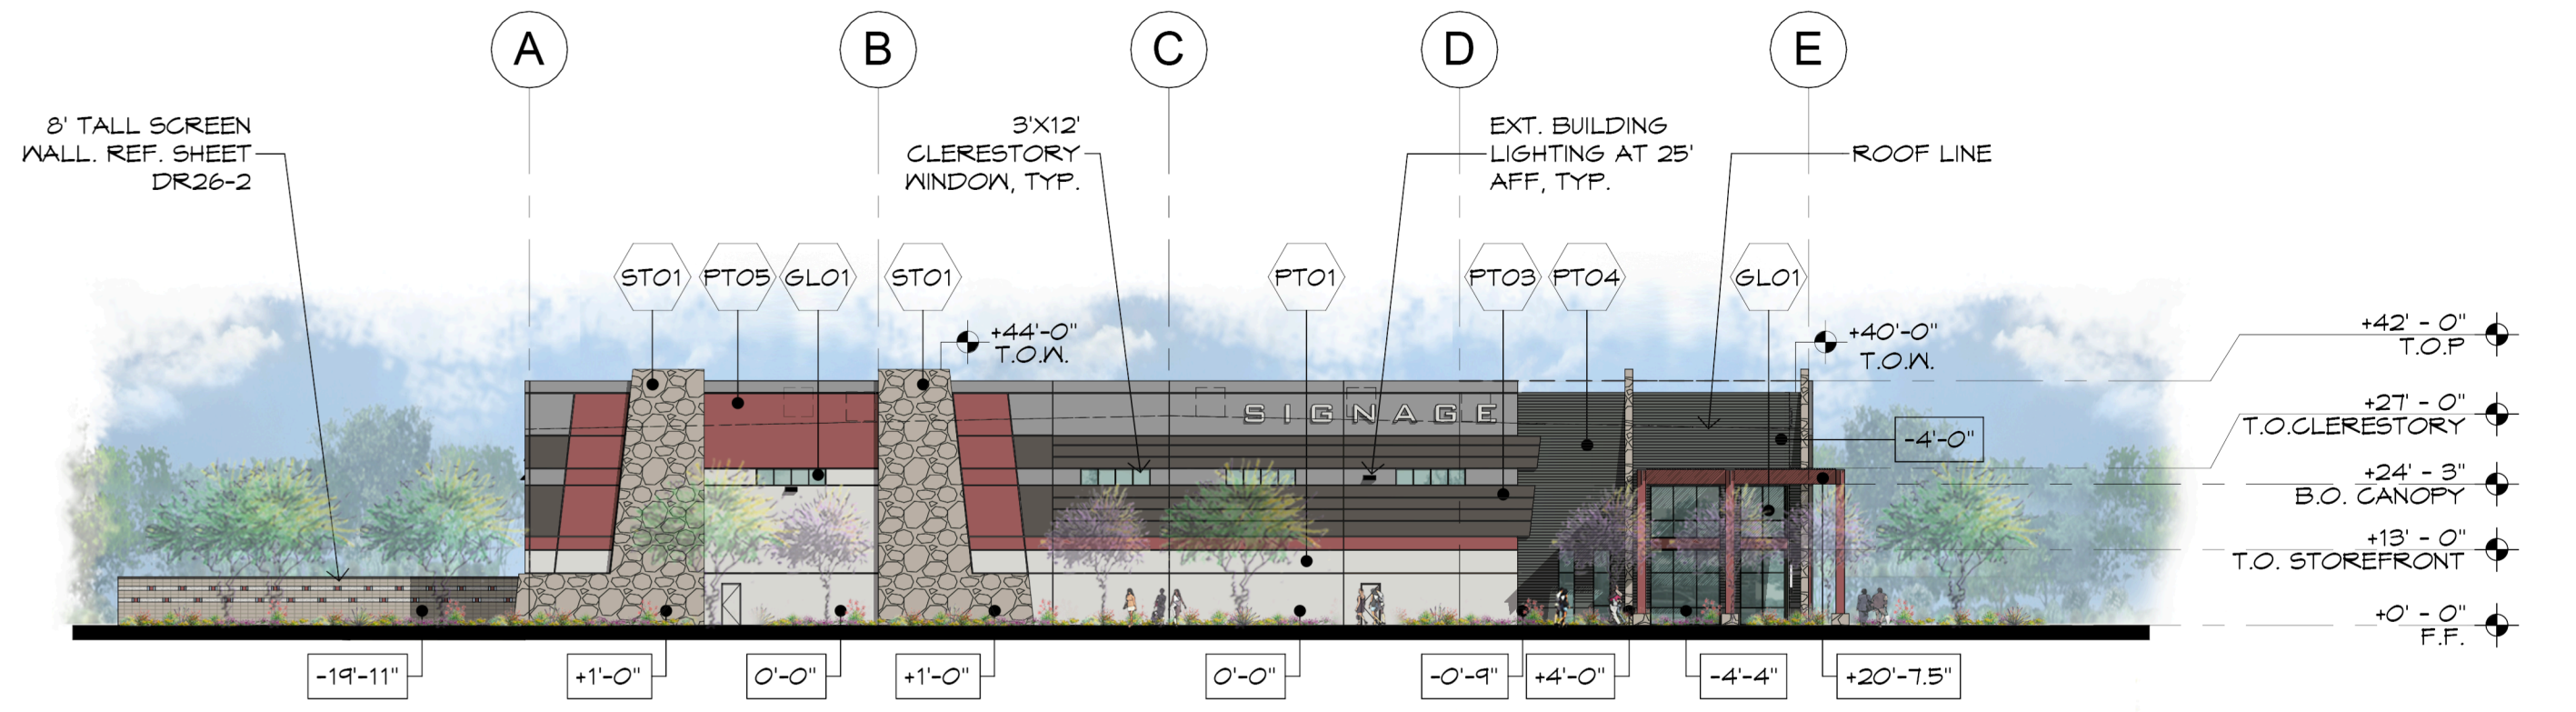 A
B
C
D
E
8' TALL SCREEN
WALL. REF. SHEET
DR26-2
3'X12'
CLERESTORY
WINDOW, TYP.
EXT. BUILDING
LIGHTING AT 25'
AFF, TYP.
ROOF LINE
ST01
PT05
GL01
ST01
PT01
PT03
PT04
GL01
+44'-0"
T.O.W.
+40'-0"
T.O.W.
+42' - 0"
T.O.P
+27' - 0"
T.O.CLERESTORY
+24' - 3"
B.O. CANOPY
+13' - 0"
T.O. STOREFRONT
+0' - 0"
F.F.
SIGNAGE
-4'-0"
-19'-11"
+1'-0"
0'-0"
+1'-0"
0'-0"
-0'-9"
+4'-0"
-4'-4"
+20'-7.5"